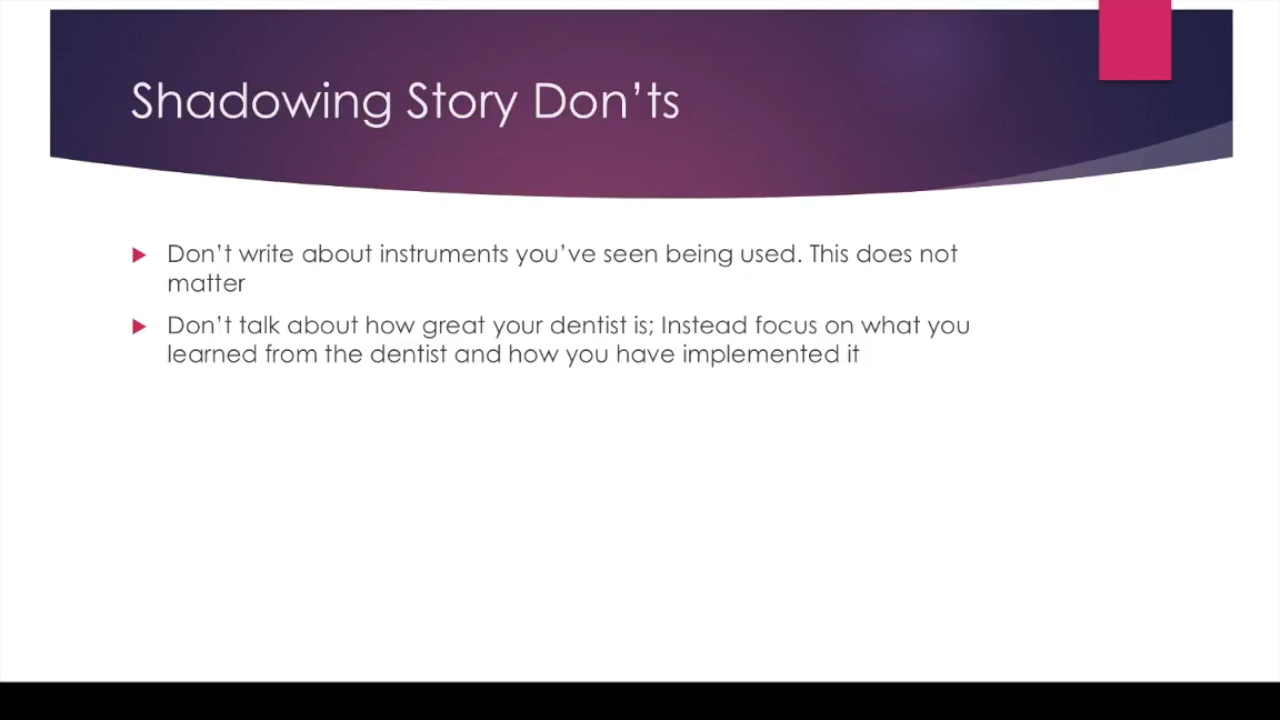 Shadowing Story Don’ts
Don’t write about instruments you’ve seen being used. This does not
matter
Don’t talk about how great your dentist is; Instead focus on what you
learned from the dentist and how you have implemented it